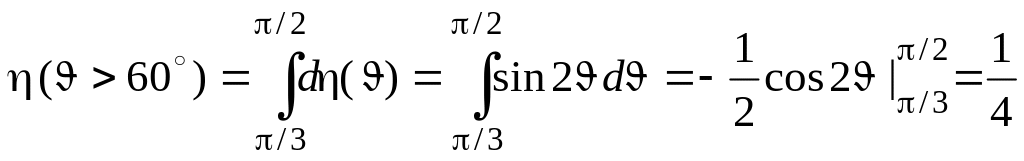 η(ϑ > 60°) = ∫_{π/3}^{π/2} dη(ϑ) = ∫_{π/3}^{π/2} sin 2ϑ dϑ = - 1/2 cos 2ϑ |_{π/3}^{π/2} = 1/4